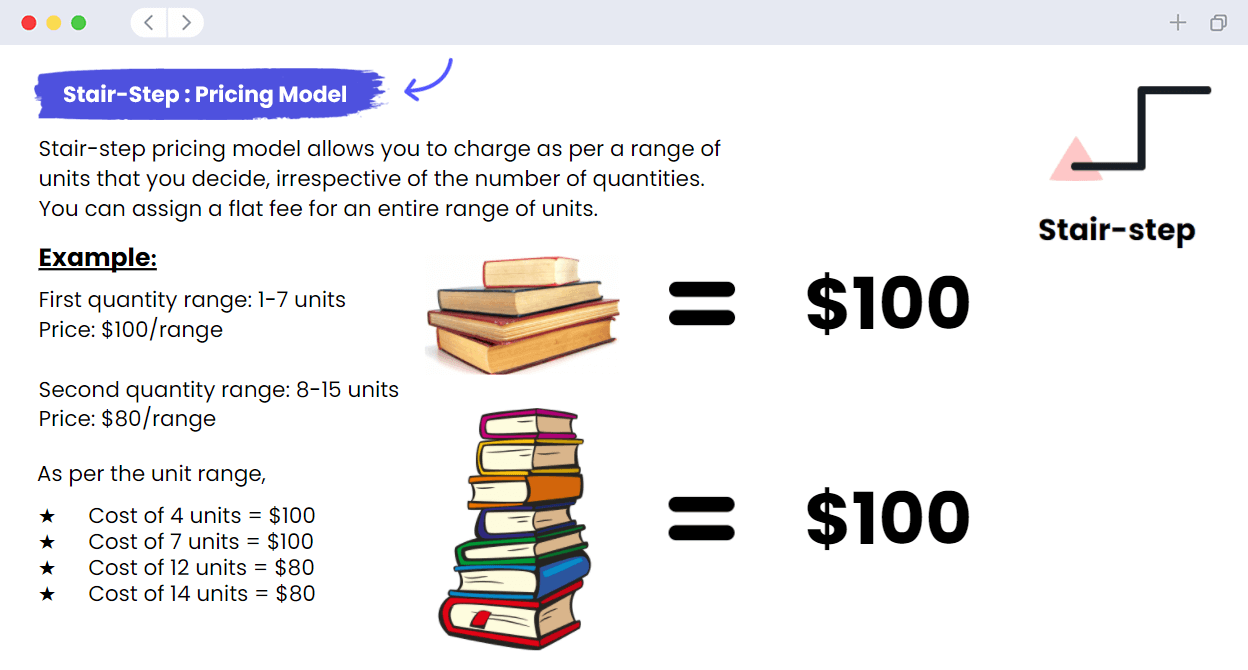 Stair-Step : Pricing Model
Stair-step pricing model allows you to charge as per a range of
units that you decide, irrespective of the number of quantities.
You can assign a flat fee for an entire range of units.
Stair-step
Example:
First quantity range: 1-7 units
Price: $100/range
= $100
Second quantity range: 8-15 units
Price: $80/range
As per the unit range,
★ Cost of 4 units = $100
★ Cost of 7 units = $100
★ Cost of 12 units = $80
★ Cost of 14 units = $80
= $100